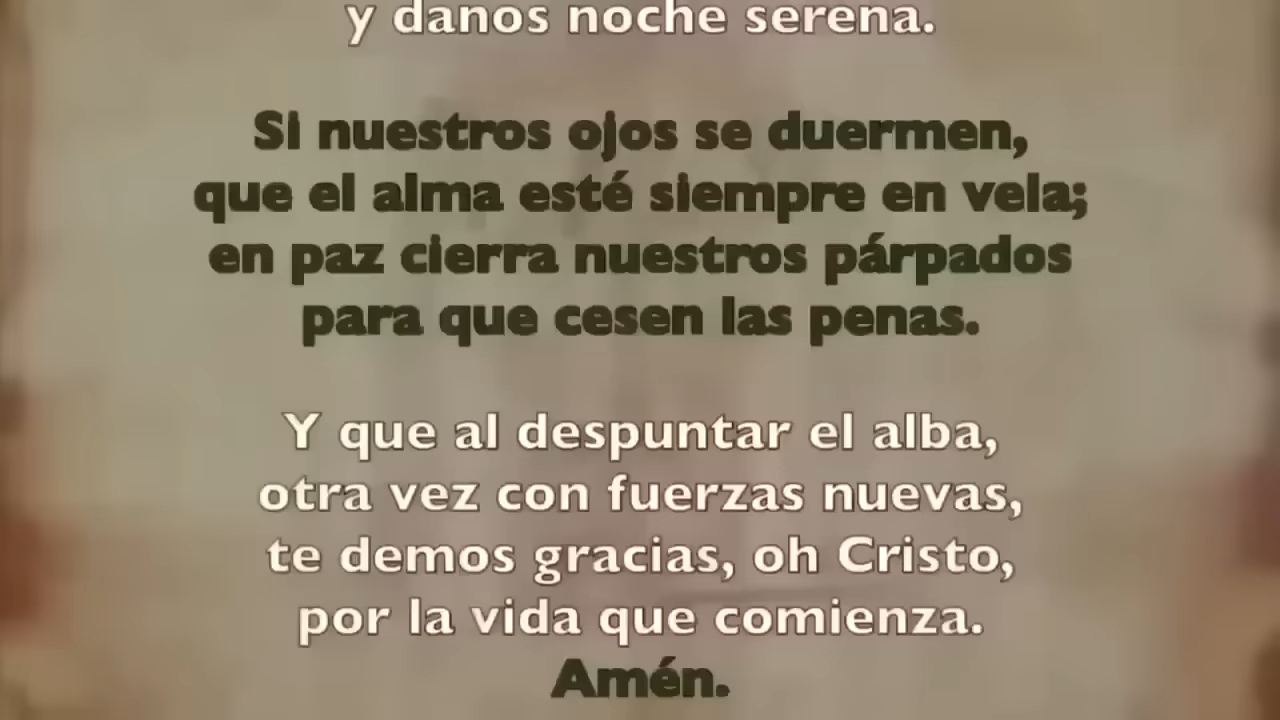 y danos noche serena.
Si nuestros ojos se duermen,
que el alma esté siempre en vela;
en paz cierra nuestros párpados
para que cesen las penas.
Y que al despuntar el alba,
otra vez con fuerzas nuevas,
te demos gracias, oh Cristo,
por la vida que comienza.
Amén.